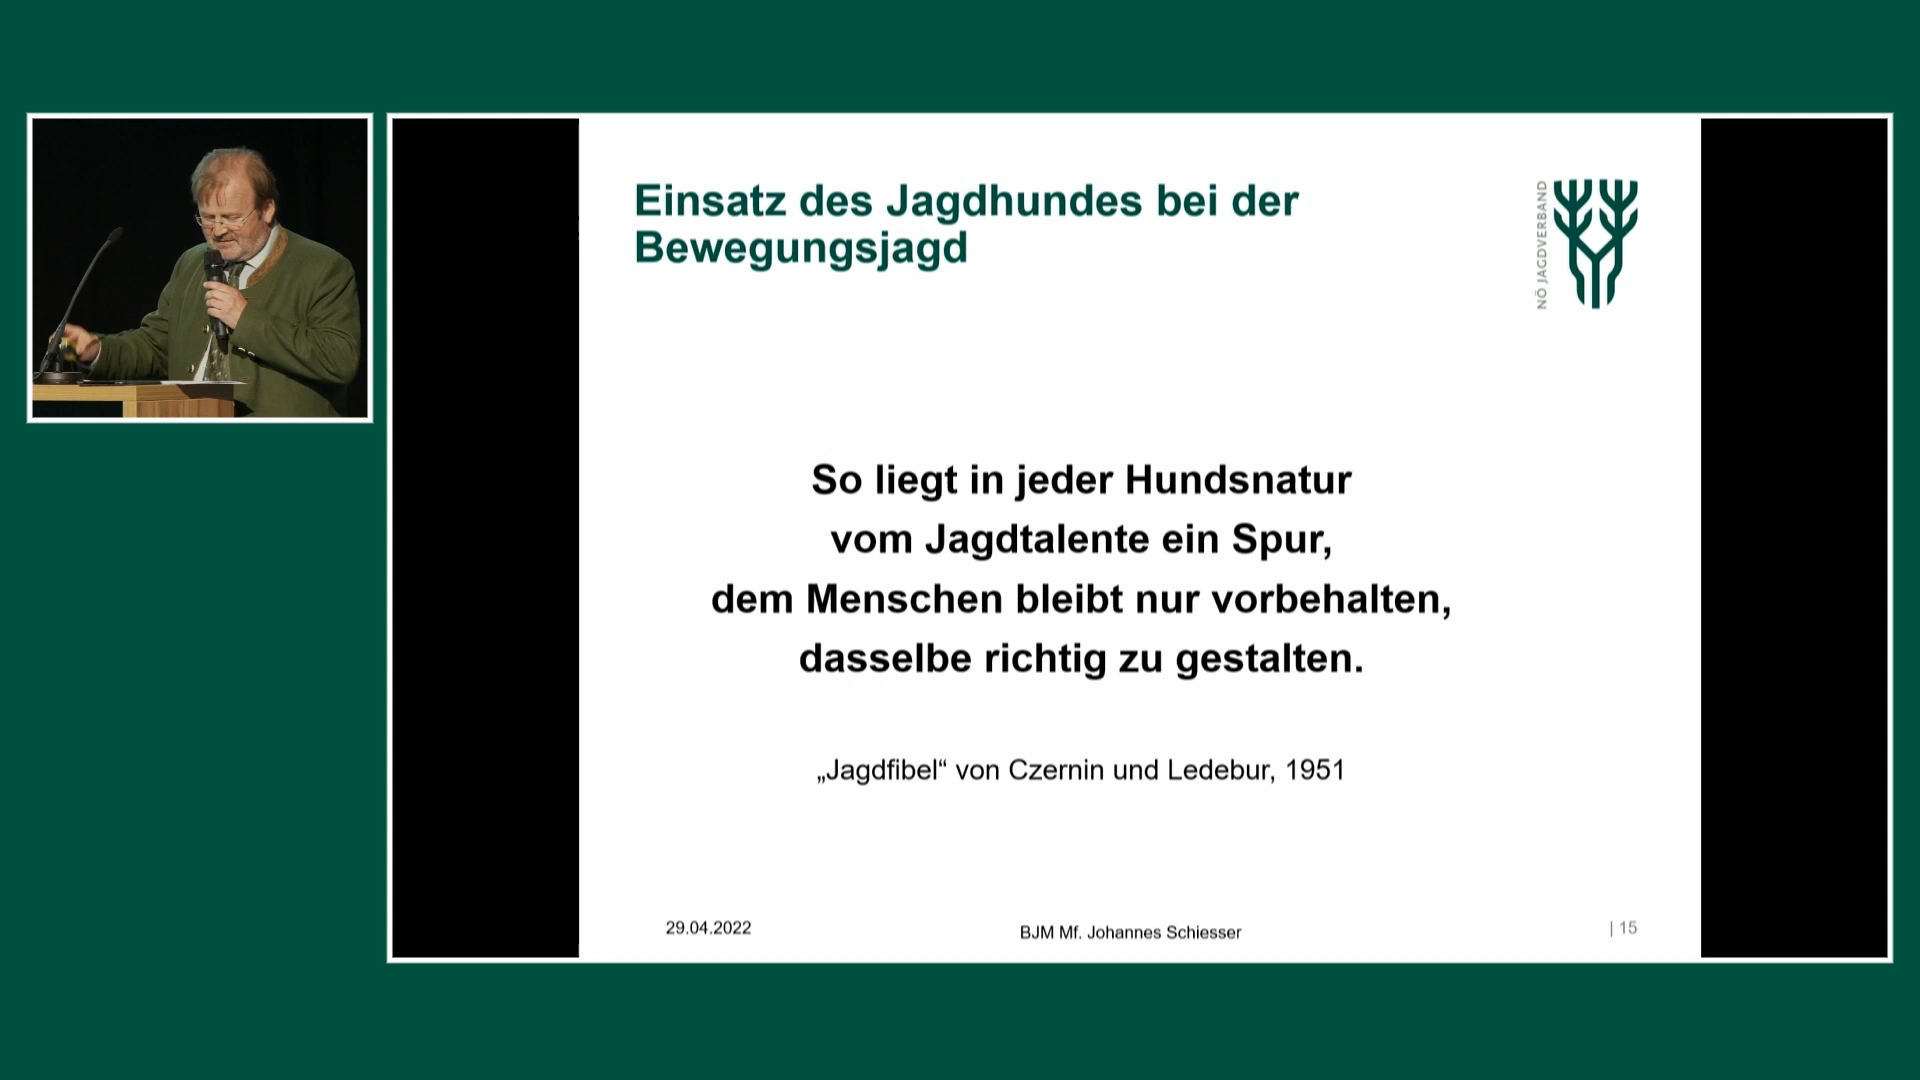 Einsatz des Jagdhundes bei der
Bewegungsjagd
NÖ JAGDVERBAND
So liegt in jeder Hundsnatur
vom Jagdtalente ein Spur,
dem Menschen bleibt nur vorbehalten,
dasselbe richtig zu gestalten.
„Jagdfibel“ von Czernin und Ledebur, 1951
29.04.2022
BJM Mf. Johannes Schiesser
| 15